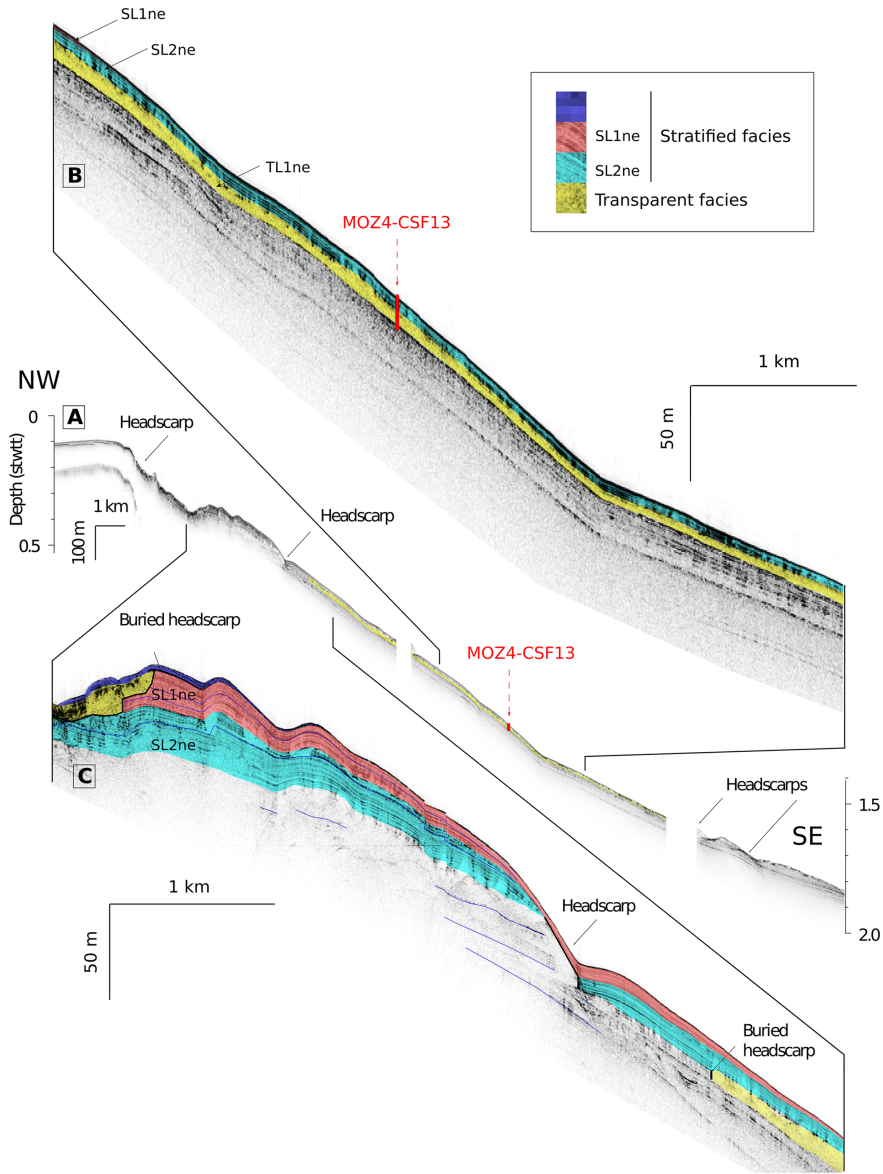 SL1ne
SL2ne
TL1ne
B
MOZ4-CSF13
SL1ne
SL2ne
Stratified facies
Transparent facies
1 km
50 m
NW
A
0
Headscarp
Depth (stwtt)
1 km
100 m
0.5
Headscarp
Buried headscarp
MOZ4-CSF13
SL1ne
SL2ne
C
Headscarps
1.5
SE
2.0
1 km
50 m
Headscarp
Buried
headscarp